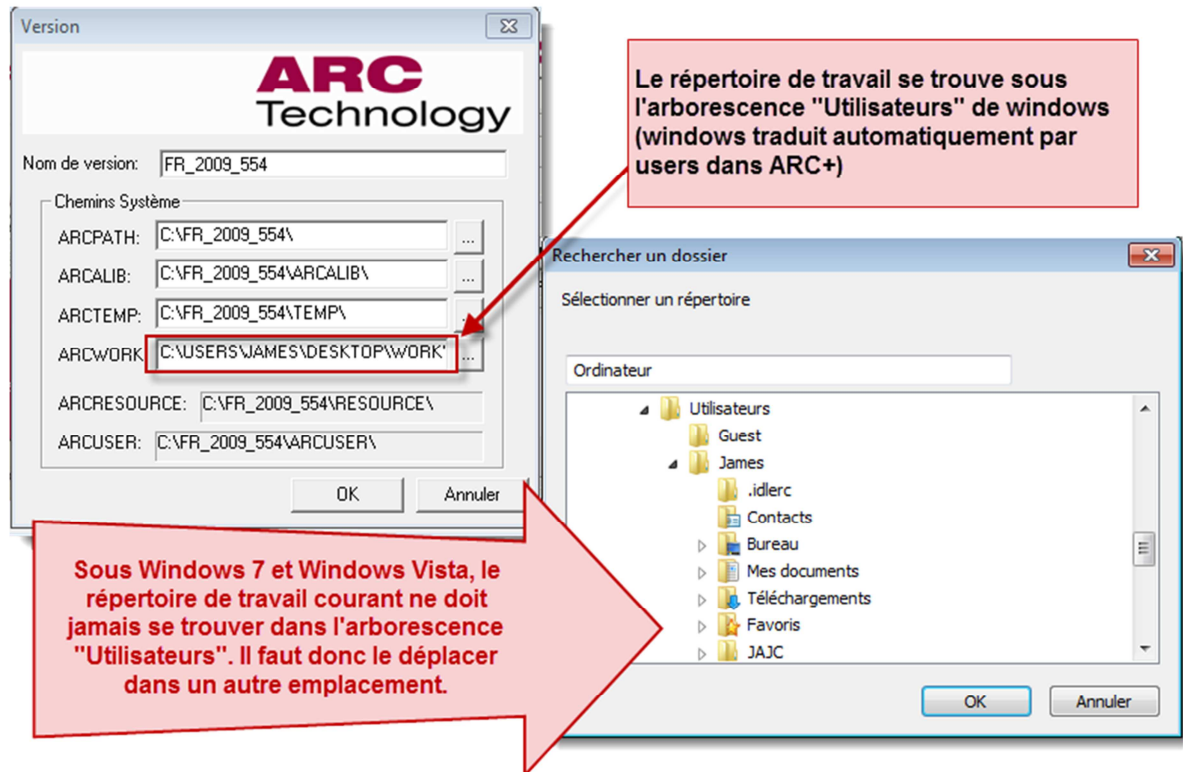 Version
ARC
Technology
Nom de version: FR_2009_554
Chemins Système
ARCPATH: C:\FR_2009_554\ ...
ARCALIB: C:\FR_2009_554\ARCALIB\ ...
ARCTEMP: C:\FR_2009_554\TEMP\ ...
ARCWORK C:\USERS\JAMES\DESKTOP\WORK ...
ARCRESOURCE: C:\FR_2009_554\RESOURCE\
ARCUSER: C:\FR_2009_554\ARCUSER\
OK Annuler
Le répertoire de travail se trouve sous
l'arborescence "Utilisateurs" de windows
(windows traduit automatiquement par
users dans ARC+)
Rechercher un dossier
Sélectionner un répertoire
Ordinateur
Utilisateurs
Guest
James
.idlerc
Contacts
Bureau
Mes documents
Téléchargements
Favoris
JAJC
OK Annuler
Sous Windows 7 et Windows Vista, le
répertoire de travail courant ne doit
jamais se trouver dans l'arborescence
"Utilisateurs". Il faut donc le déplacer
dans un autre emplacement.